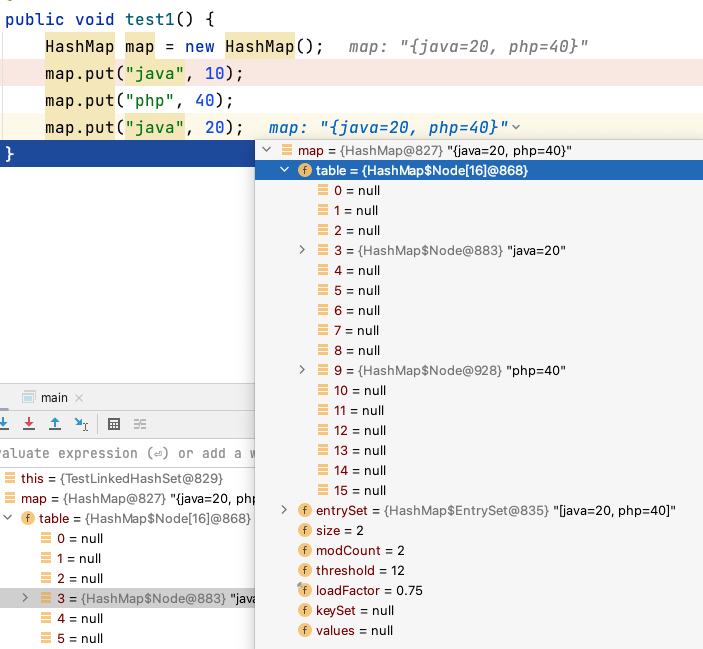 public void test1() {
HashMap map = new HashMap();   map: "{java=20, php=40}"
map.put("java", 10);
map.put("php", 40);
map.put("java", 20);   map: "{java=20, php=40}"
}
map = {HashMap@827} "{java=20, php=40}"
table = {HashMap$Node[16]@868}
0 = null
1 = null
2 = null
3 = {HashMap$Node@883} "java=20"
4 = null
5 = null
6 = null
7 = null
8 = null
9 = {HashMap$Node@928} "php=40"
10 = null
11 = null
12 = null
13 = null
14 = null
15 = null
entrySet = {HashMap$EntrySet@835} "[java=20, php=40]"
size = 2
modCount = 2
threshold = 12
loadFactor = 0.75
keySet = null
values = null
main
valuate expression (⏎) or add a w
this = {TestLinkedHashSet@829}
map = {HashMap@827} "{java=20, php
table = {HashMap$Node[16]@868}
0 = null
1 = null
2 = null
3 = {HashMap$Node@883} "java
4 = null
5 = null